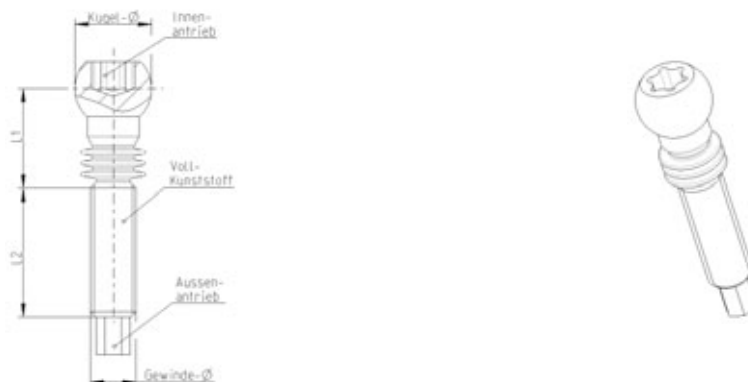 Kugel-Ø
Innen-
antrieb
L1
Voll-
Kunststoff
L2
Aussen-
antrieb
Gewinde-Ø